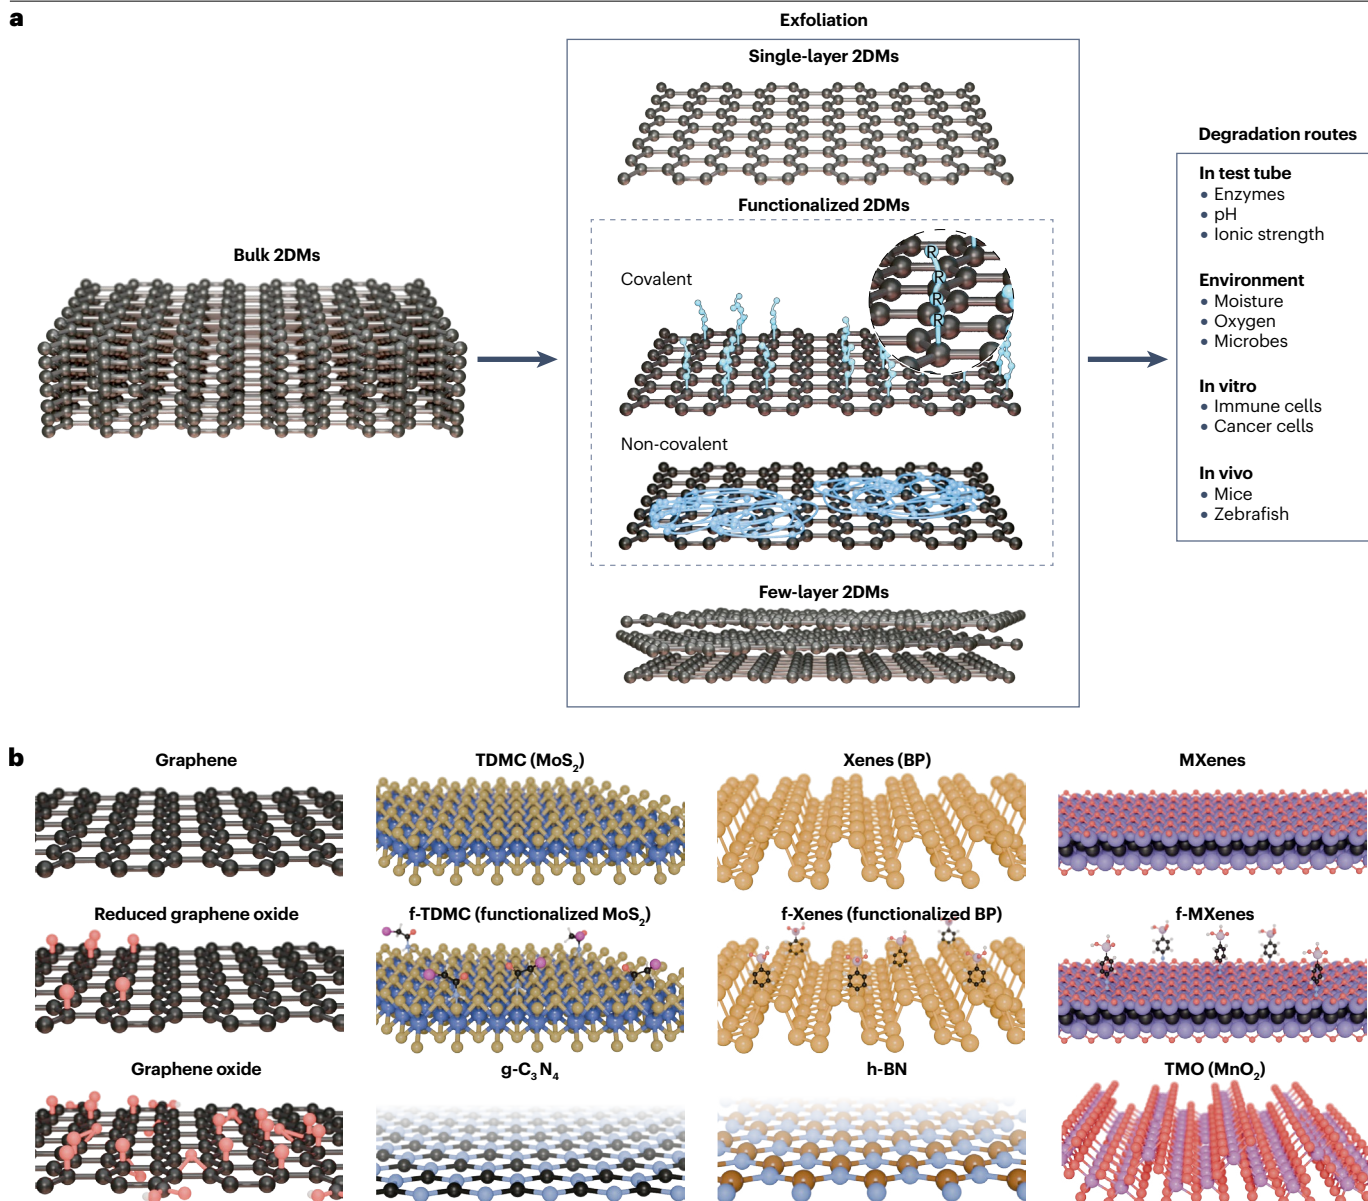 a
Exfoliation
Single-layer 2DMs
Degradation routes
In test tube
• Enzymes
• pH
• Ionic strength
Environment
• Moisture
• Oxygen
• Microbes
In vitro
• Immune cells
• Cancer cells
In vivo
• Mice
• Zebrafish
Functionalized 2DMs
Bulk 2DMs
Covalent
R
R
R
R
Non-covalent
Few-layer 2DMs
b
Graphene
TDMC (MoS₂)
Xenes (BP)
MXenes
Reduced graphene oxide
f-TDMC (functionalized MoS₂)
f-Xenes (functionalized BP)
f-MXenes
Graphene oxide
g-C₃N₄
h-BN
TMO (MnO₂)